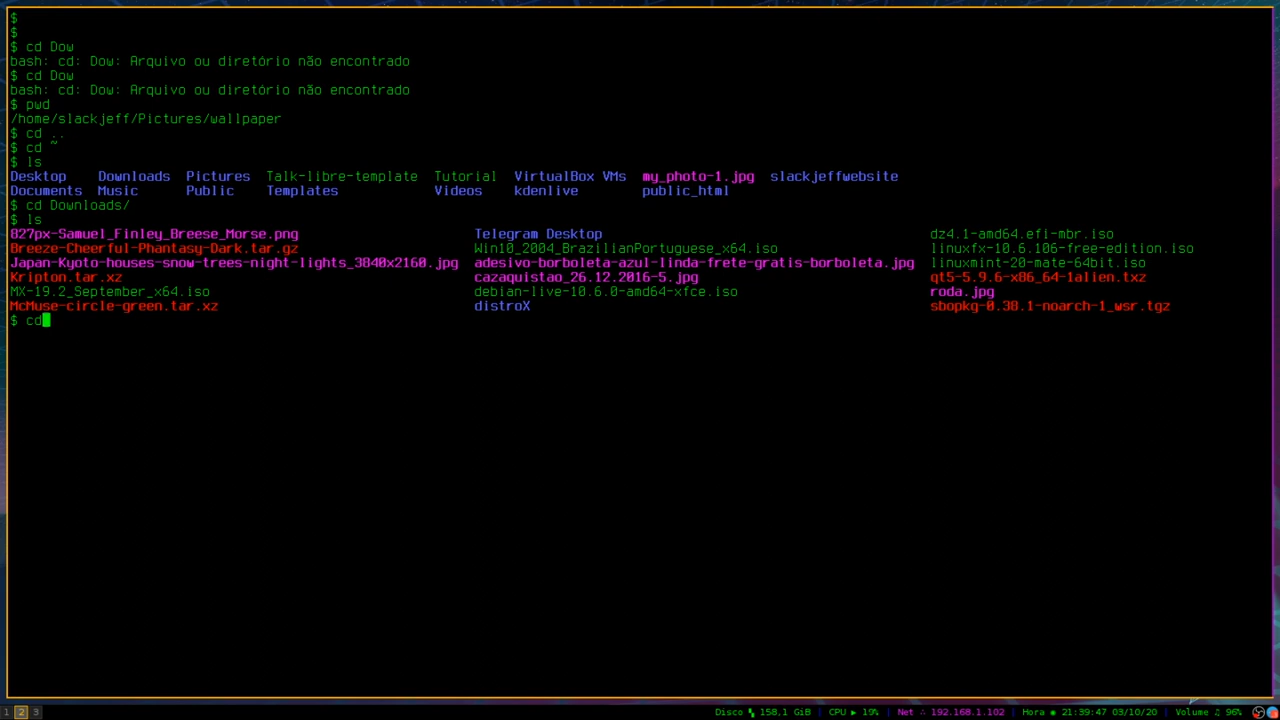 $
$
$ cd Dow
bash: cd: Dow: Arquivo ou diretório não encontrado
$ cd Dow
bash: cd: Dow: Arquivo ou diretório não encontrado
$ pwd
/home/slackjeff/Pictures/wallpaper
$ cd ..
$ cd ~
$ ls
Desktop Downloads Pictures Talk-libre-template Tutorial VirtualBox VMs my_photo-1.jpg slackjeffwebsite
Documents Music Public Templates Videos kdenlive public_html
$ cd Downloads/
$ ls
827px-Samuel_Finley_Breese_Morse.png Telegram Desktop dz4.1-amd64.efi-mbr.iso
Breeze-Cheerful-Phantasy-Dark.tar.gz Win10_2004_BrazilianPortuguese_x64.iso linuxfx-10.6.106-free-edition.iso
Japan-Kyoto-houses-snow-trees-night-lights_3840x2160.jpg adesivo-borboleta-azul-linda-frete-gratis-borboleta.jpg linuxmint-20-mate-64bit.iso
Kripton.tar.xz cazaquistao_26.12.2016-5.jpg qt5-5.9.6-x86_64-1alien.txz
MX-19.2_September_x64.iso debian-live-10.6.0-amd64-xfce.iso roda.jpg
McMuse-circle-green.tar.xz distroX sbopkg-0.38.1-noarch-1_wsr.tgz
$ cd
1 2 3 Disco 158,1 GiB | CPU 19% | Net 192.168.1.102 | Hora 21:39:47 03/10/20 | Volume 96%